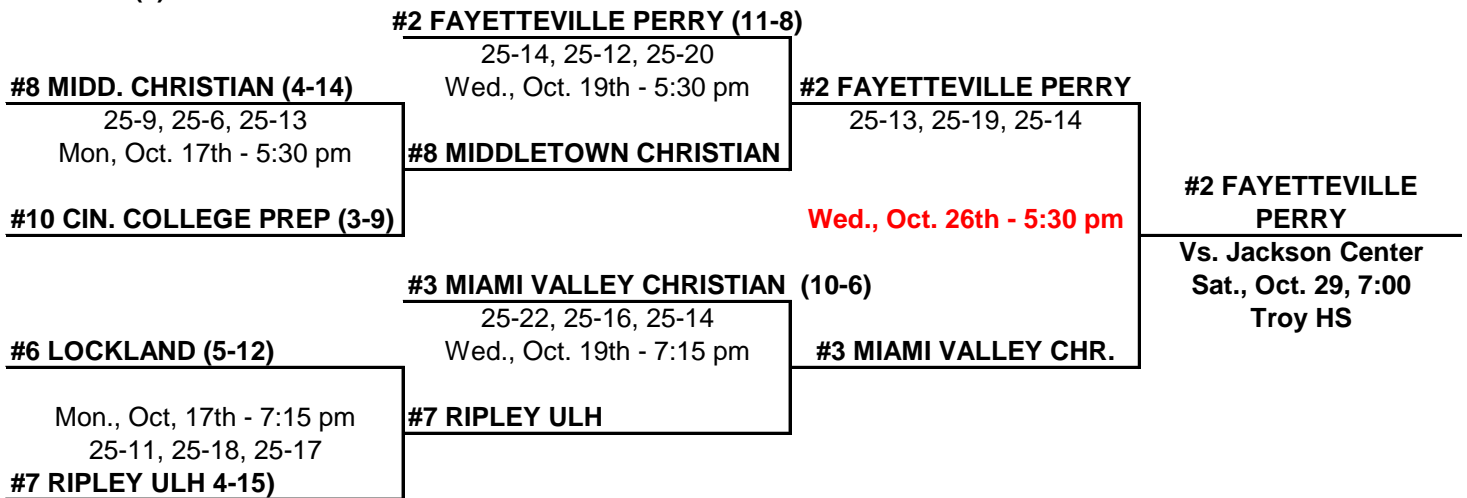 #2 FAYETTEVILLE PERRY (11-8)
25-14, 25-12, 25-20
#8 MIDD. CHRISTIAN (4-14)
Wed., Oct. 19th - 5:30 pm
#2 FAYETTEVILLE PERRY
25-9, 25-6, 25-13
25-13, 25-19, 25-14
Mon, Oct. 17th - 5:30 pm
#8 MIDDLETOWN CHRISTIAN
#2 FAYETTEVILLE
PERRY
#10 CIN. COLLEGE PREP (3-9)
Wed., Oct. 26th - 5:30 pm
Vs. Jackson Center
Sat., Oct. 29, 7:00
Troy HS
#3 MIAMI VALLEY CHRISTIAN (10-6)
25-22, 25-16, 25-14
#6 LOCKLAND (5-12)
Wed., Oct. 19th - 7:15 pm
#3 MIAMI VALLEY CHR.
Mon., Oct, 17th - 7:15 pm
#7 RIPLEY ULH
25-11, 25-18, 25-17
#7 RIPLEY ULH 4-15)